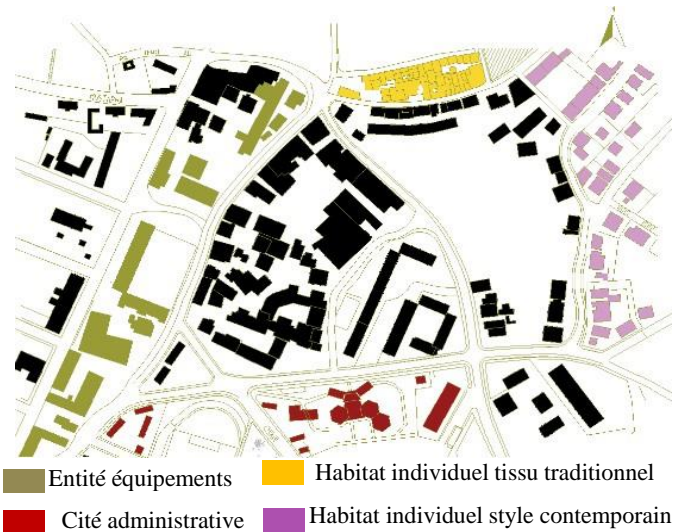 Entité équipements
Habitat individuel tissu traditionnel
Cité administrative
Habitat individuel style contemporain